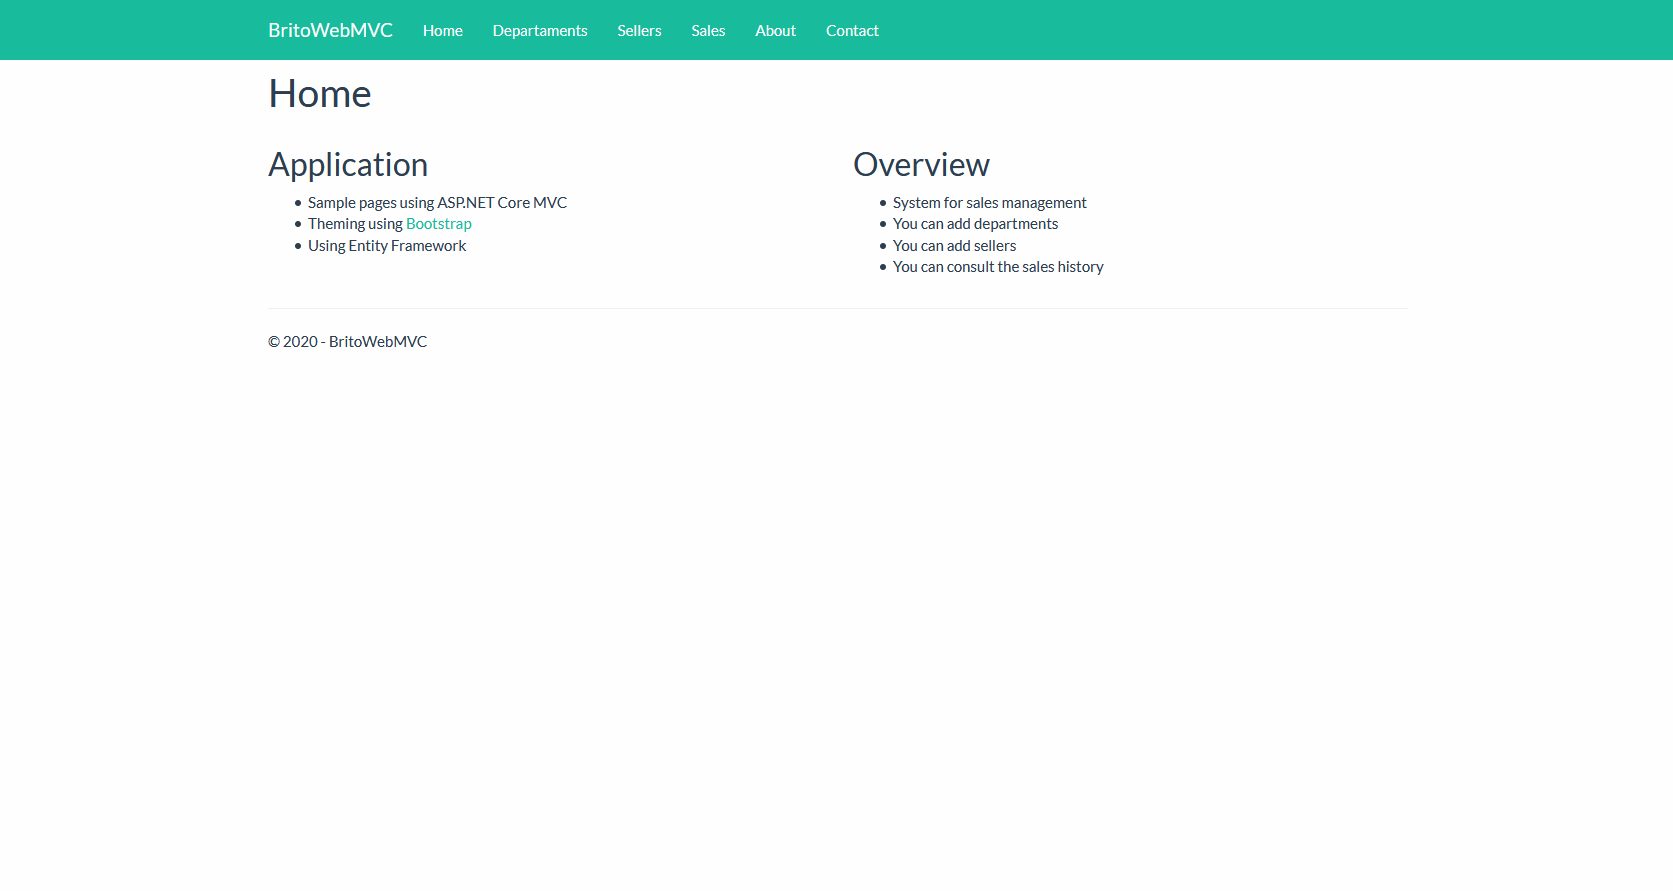 BritoWebMVC Home Departaments Sellers Sales About Contact
Home
Application
• Sample pages using ASP.NET Core MVC
• Theming using Bootstrap
• Using Entity Framework
Overview
• System for sales management
• You can add departments
• You can add sellers
• You can consult the sales history
© 2020 - BritoWebMVC